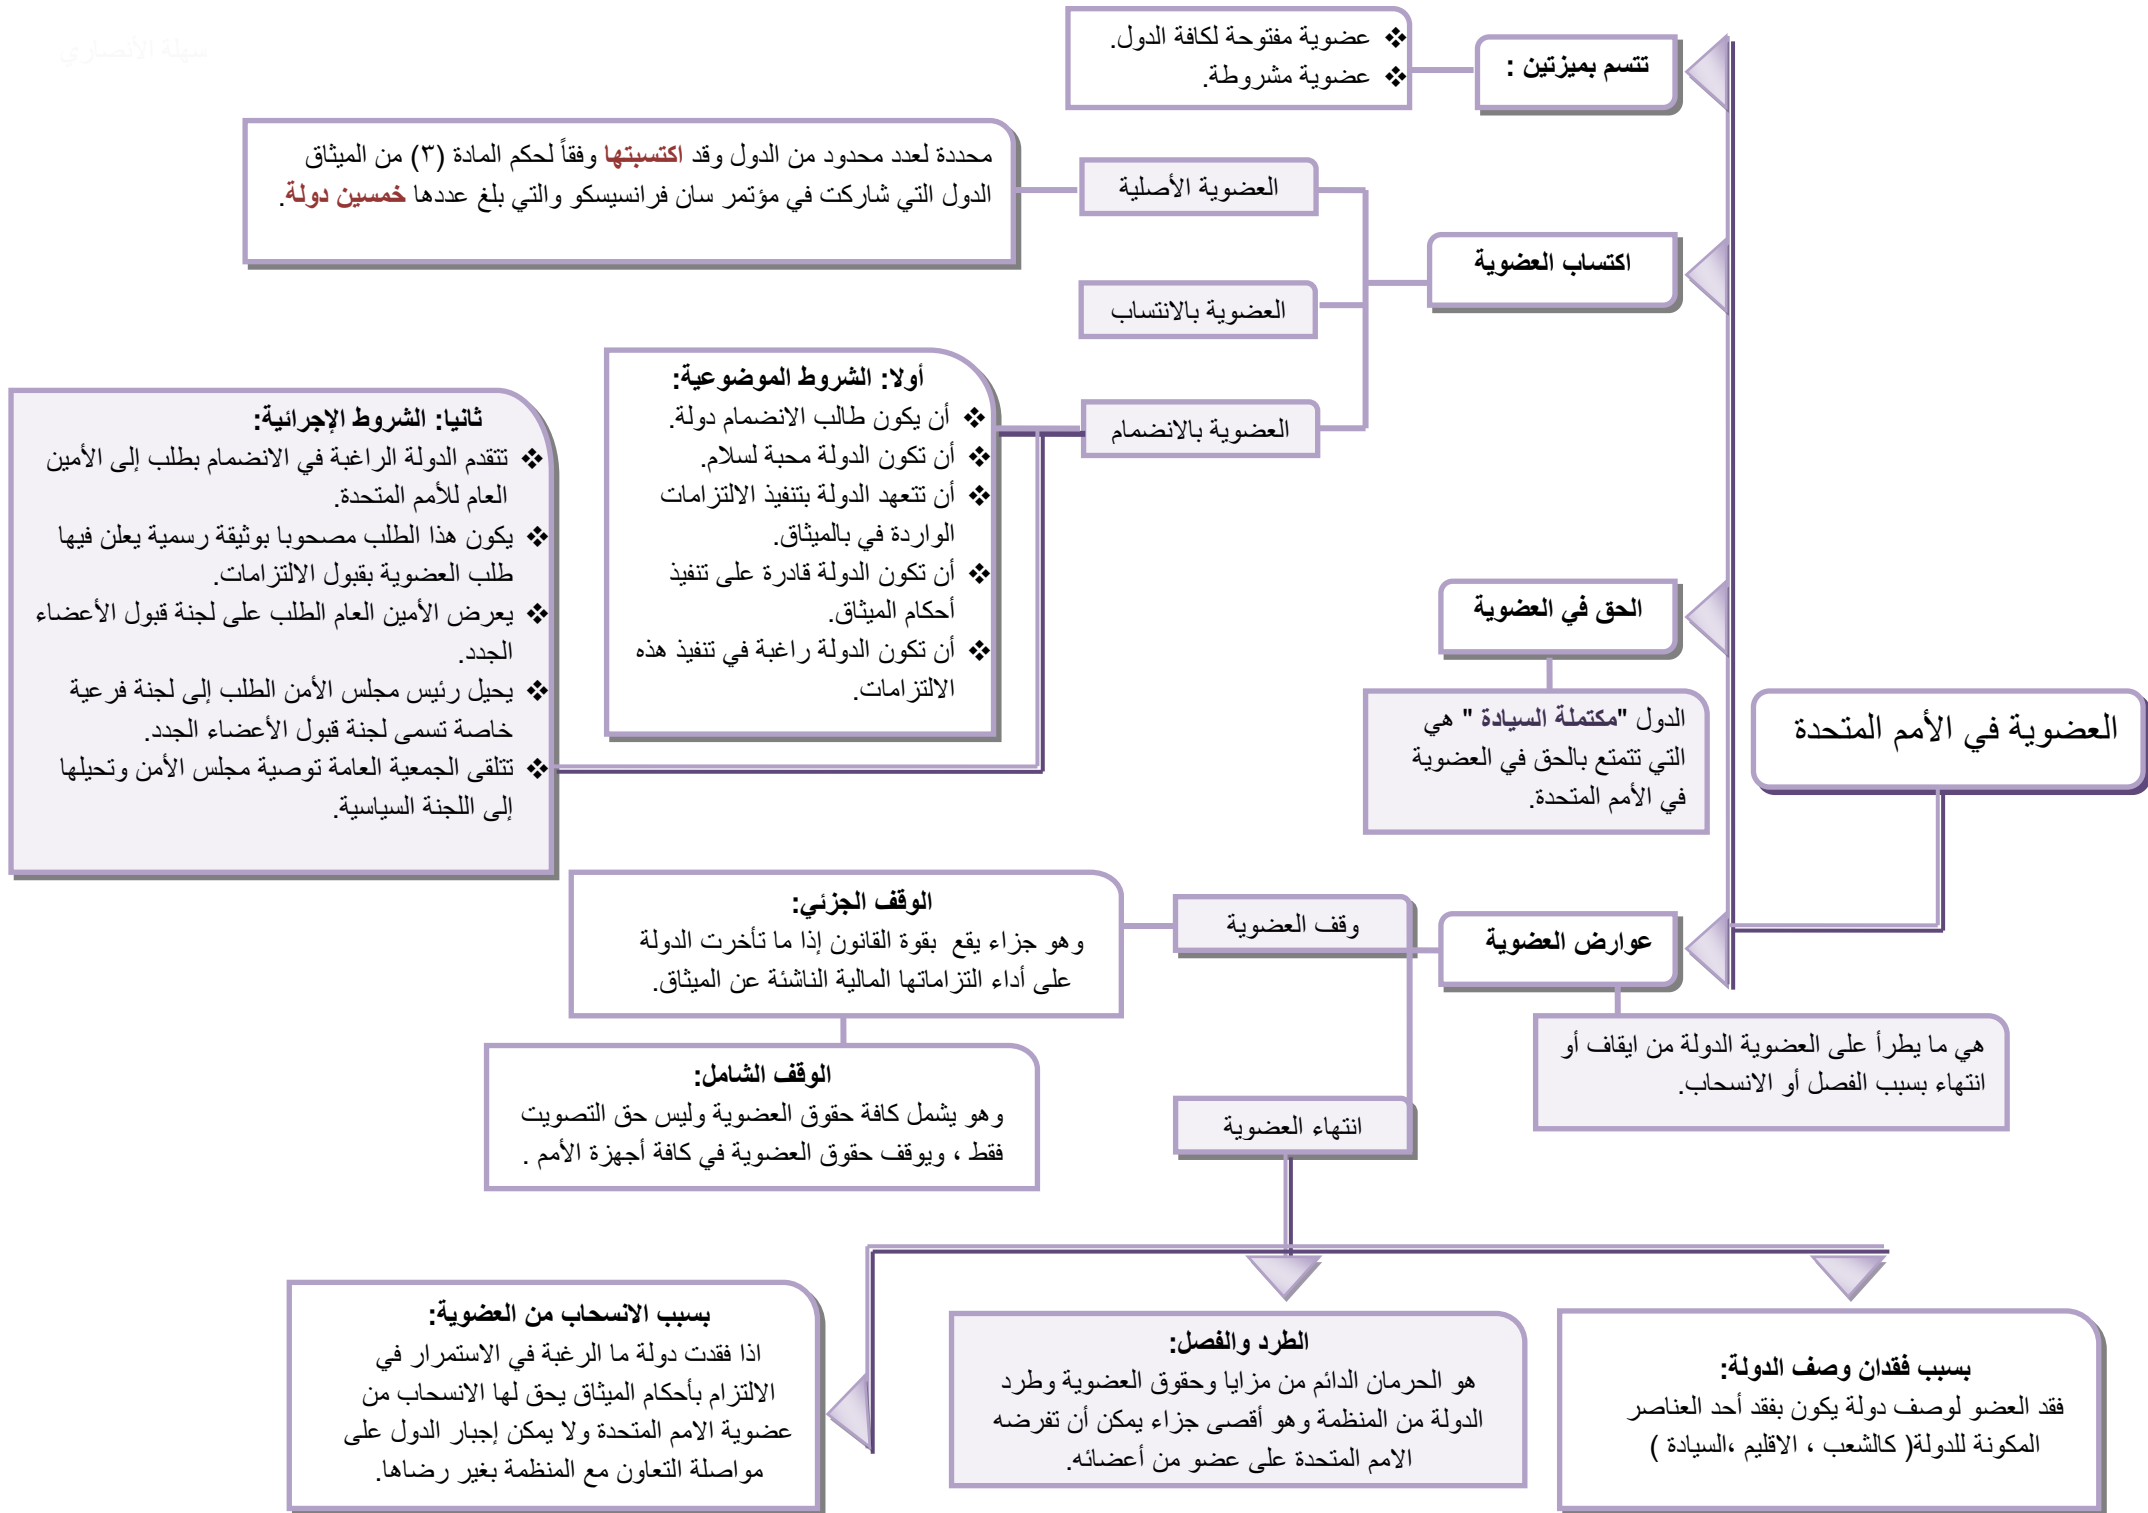 سهلة الأنصاري
العضوية في الأمم المتحدة
تتسم بميزتين :
❖ عضوية مفتوحة لكافة الدول.
❖ عضوية مشروطة.
اكتساب العضوية
العضوية الأصلية
محددة لعدد محدود من الدول وقد اكتسبتها وفقاً لحكم المادة (٣) من الميثاق
الدول التي شاركت في مؤتمر سان فرانسيسكو والتي بلغ عددها خمسين دولة.
العضوية بالانتساب
العضوية بالانضمام
أولا: الشروط الموضوعية:
❖ أن يكون طالب الانضمام دولة.
❖ أن تكون الدولة محبة لسلام.
❖ أن تتعهد الدولة بتنفيذ الالتزامات
الواردة في بالميثاق.
❖ أن تكون الدولة قادرة على تنفيذ
أحكام الميثاق.
❖ أن تكون الدولة راغبة في تنفيذ هذه
الالتزامات.
ثانيا: الشروط الإجرائية:
❖ تتقدم الدولة الراغبة في الانضمام بطلب إلى الأمين
العام للأمم المتحدة.
❖ يكون هذا الطلب مصحوبا بوثيقة رسمية يعلن فيها
طلب العضوية بقبول الالتزامات.
❖ يعرض الأمين العام الطلب على لجنة قبول الأعضاء
الجدد.
❖ يحيل رئيس مجلس الأمن الطلب إلى لجنة فرعية
خاصة تسمى لجنة قبول الأعضاء الجدد.
❖ تتلقى الجمعية العامة توصية مجلس الأمن وتحيلها
إلى اللجنة السياسية.
الحق في العضوية
الدول "مكتملة السيادة " هي
التي تتمتع بالحق في العضوية
في الأمم المتحدة.
عوارض العضوية
هي ما يطرأ على العضوية الدولة من ايقاف أو
انتهاء بسبب الفصل أو الانسحاب.
وقف العضوية
الوقف الجزئي:
وهو جزاء يقع بقوة القانون إذا ما تأخرت الدولة
على أداء التزاماتها المالية الناشئة عن الميثاق.
الوقف الشامل:
وهو يشمل كافة حقوق العضوية وليس حق التصويت
فقط ، ويوقف حقوق العضوية في كافة أجهزة الأمم .
انتهاء العضوية
بسبب فقدان وصف الدولة:
فقد العضو لوصف دولة يكون بفقد أحد العناصر
المكونة للدولة( كالشعب ، الاقليم ،السيادة )
الطرد والفصل:
هو الحرمان الدائم من مزايا وحقوق العضوية وطرد
الدولة من المنظمة وهو أقصى جزاء يمكن أن تفرضه
الامم المتحدة على عضو من أعضائه.
بسبب الانسحاب من العضوية:
اذا فقدت دولة ما الرغبة في الاستمرار في
الالتزام بأحكام الميثاق يحق لها الانسحاب من
عضوية الامم المتحدة ولا يمكن إجبار الدول على
مواصلة التعاون مع المنظمة بغير رضاها.